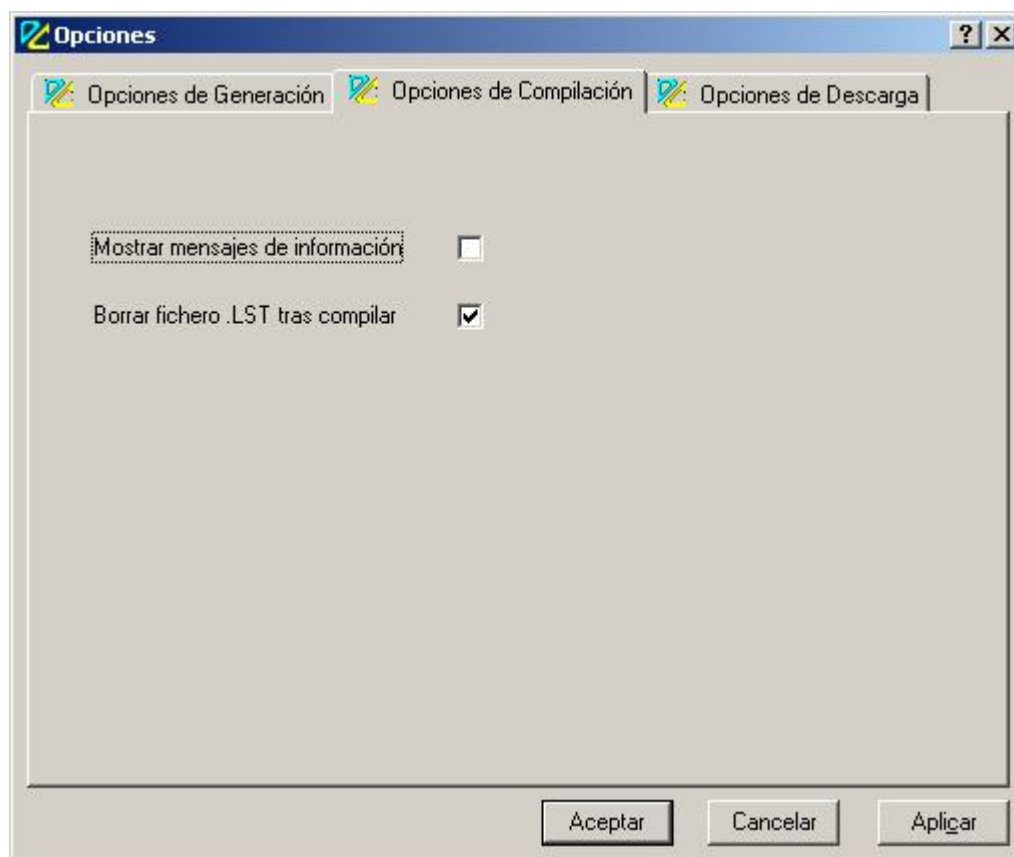 Opciones
Opciones de Generación
Opciones de Compilación
Opciones de Descarga
Mostrar mensajes de información
Borrar fichero .LST tras compilar
Aceptar
Cancelar
Aplicar